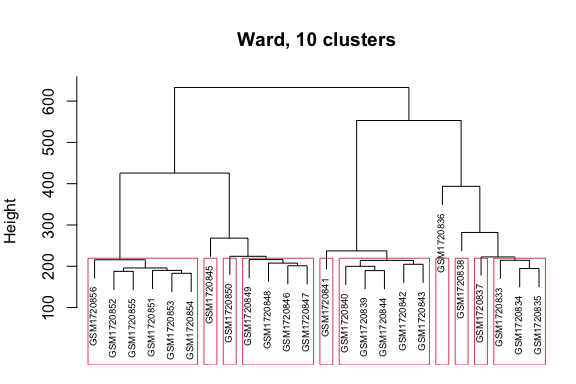 Ward, 10 clusters
Height
600
500
400
300
200
100
GSM1720856
GSM1720852
GSM1720855
GSM1720851
GSM1720853
GSM1720854
GSM1720845
GSM1720850
GSM1720849
GSM1720848
GSM1720846
GSM1720847
GSM1720841
GSM1720840
GSM1720839
GSM1720844
GSM1720842
GSM1720843
GSM1720836
GSM1720838
GSM1720837
GSM1720833
GSM1720834
GSM1720835